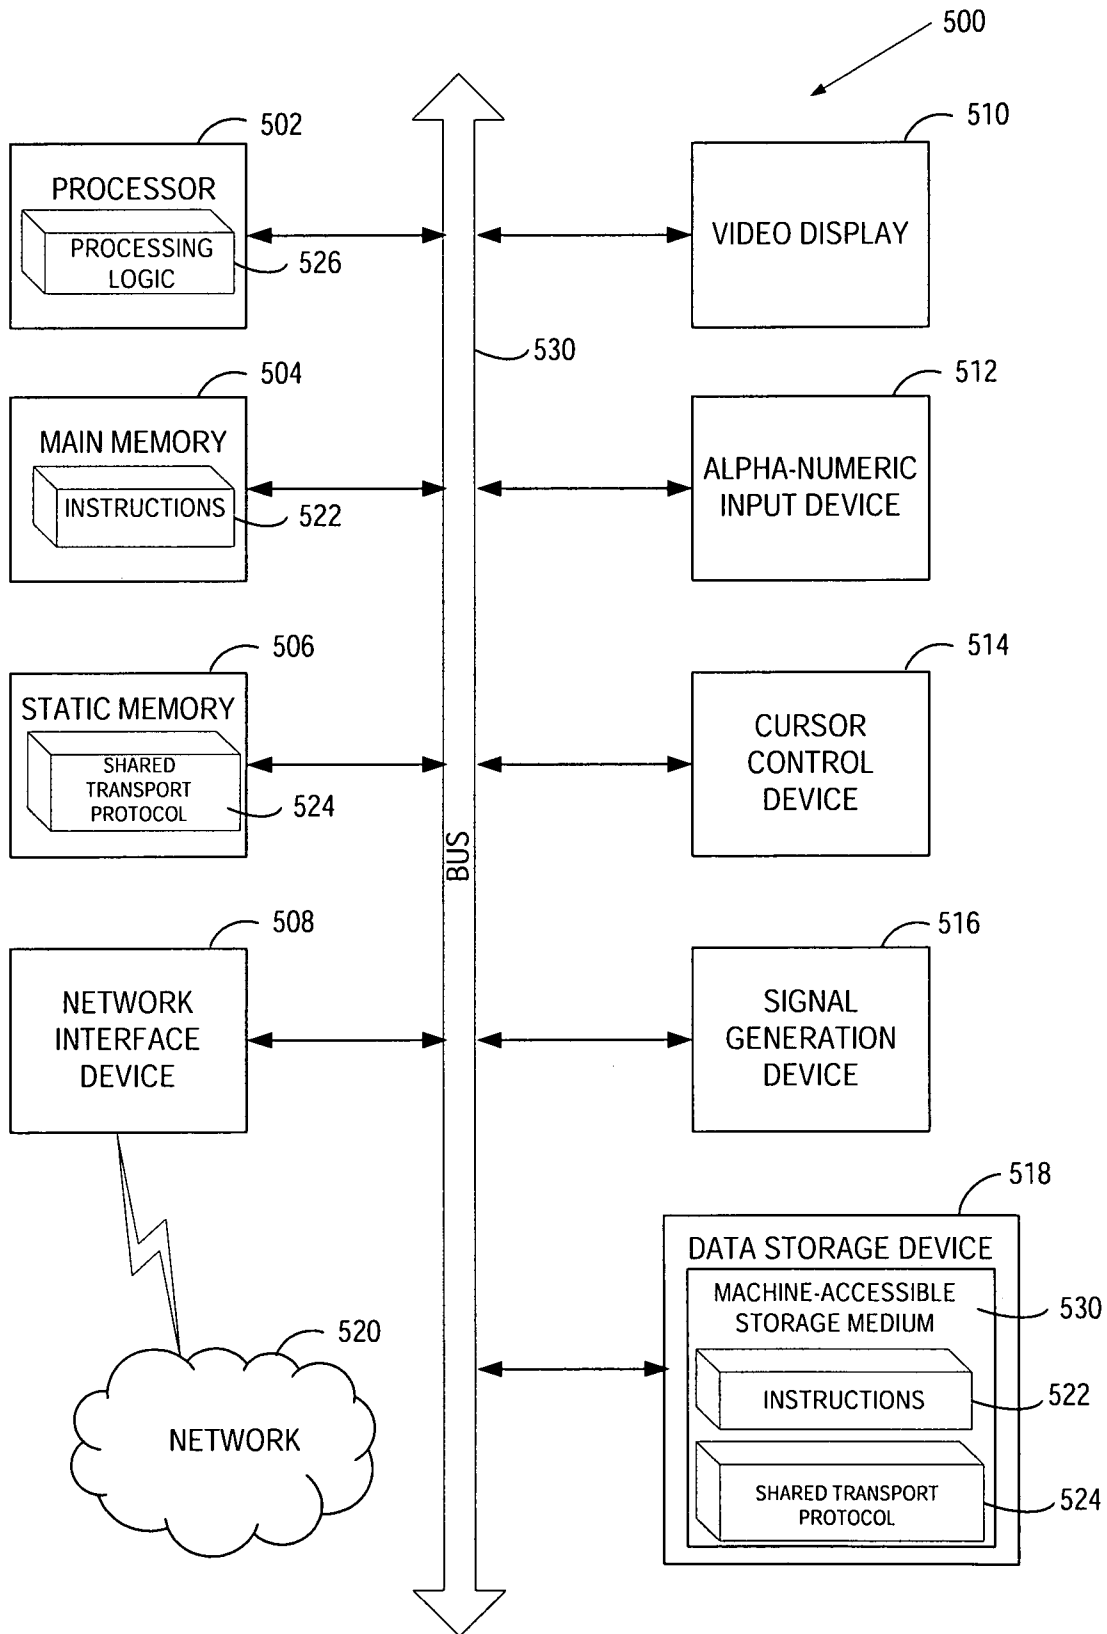 500
502
PROCESSOR
PROCESSING
LOGIC
526
510
VIDEO DISPLAY
530
504
MAIN MEMORY
INSTRUCTIONS
522
512
ALPHA-NUMERIC
INPUT DEVICE
506
STATIC MEMORY
SHARED
TRANSPORT
PROTOCOL
524
514
CURSOR
CONTROL
DEVICE
BUS
508
NETWORK
INTERFACE
DEVICE
516
SIGNAL
GENERATION
DEVICE
520
NETWORK
518
DATA STORAGE DEVICE
MACHINE-ACCESSIBLE
STORAGE MEDIUM
530
INSTRUCTIONS
522
SHARED TRANSPORT
PROTOCOL
524